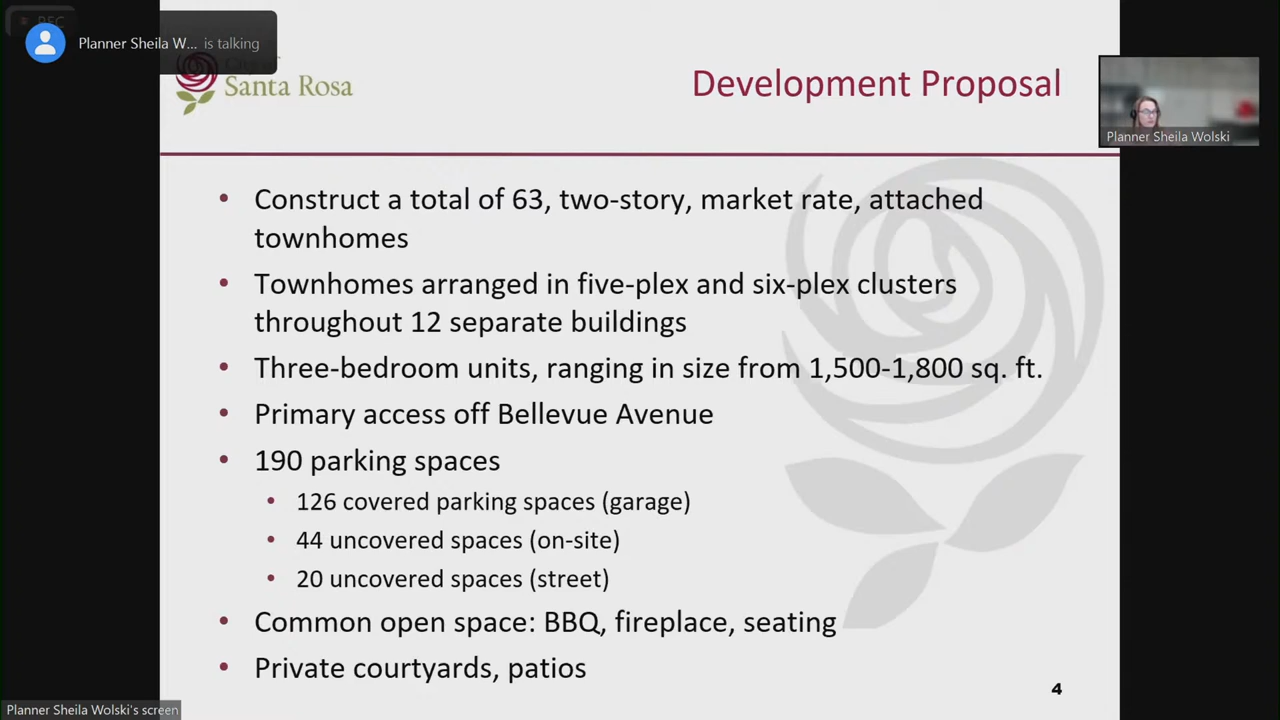 REC
Planner Sheila W... is talking
City of
Santa Rosa
Development Proposal
Planner Sheila Wolski
• Construct a total of 63, two-story, market rate, attached
townhomes
• Townhomes arranged in five-plex and six-plex clusters
throughout 12 separate buildings
• Three-bedroom units, ranging in size from 1,500-1,800 sq. ft.
• Primary access off Bellevue Avenue
• 190 parking spaces
• 126 covered parking spaces (garage)
• 44 uncovered spaces (on-site)
• 20 uncovered spaces (street)
• Common open space: BBQ, fireplace, seating
• Private courtyards, patios
4
Planner Sheila Wolski's screen